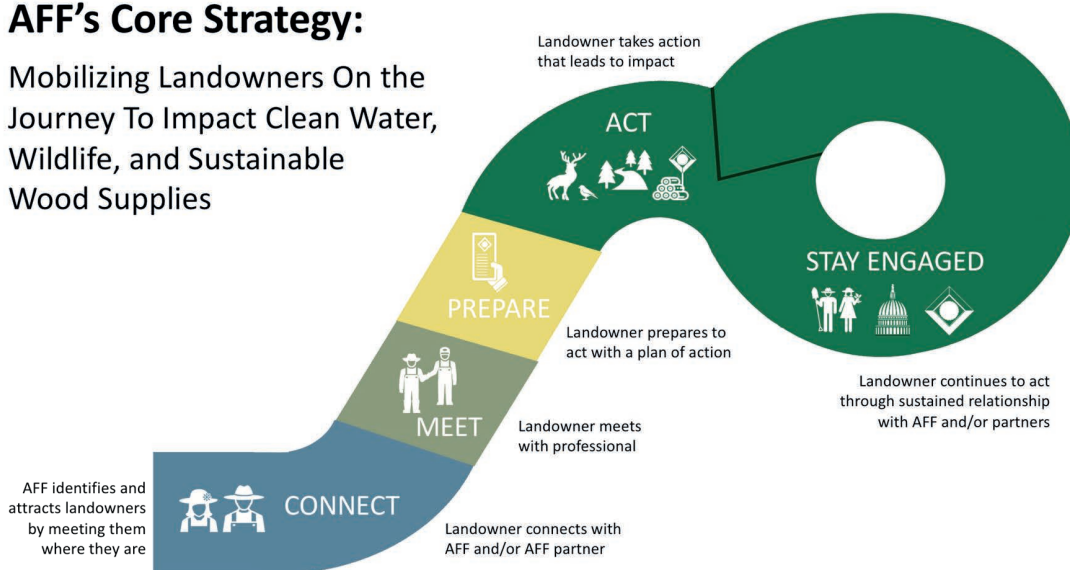 AFF's Core Strategy:
Mobilizing Landowners On the
Journey To Impact Clean Water,
Wildlife, and Sustainable
Wood Supplies
AFF identifies and
attracts landowners
by meeting them
where they are
CONNECT
Landowner connects with
AFF and/or AFF partner
MEET
Landowner meets
with professional
PREPARE
Landowner prepares to
act with a plan of action
ACT
Landowner takes action
that leads to impact
STAY ENGAGED
Landowner continues to act
through sustained relationship
with AFF and/or partners